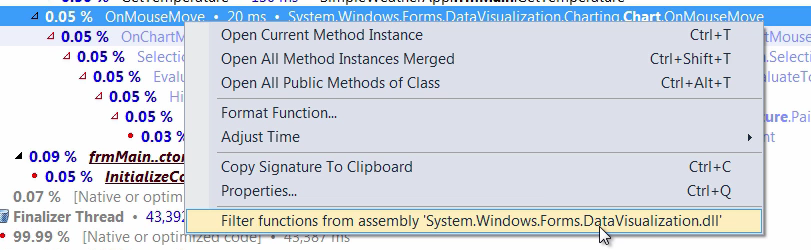 OnMouseMove • 20 ms • System.Windows.Forms.DataVisualization.Charting.Chart.OnMouseMove
0.05 %
0.05 % OnChartM
0.05 % Selectio
0.05 % Evalu
0.05 % Hi
0.05 %
0.03 %
0.09 % frmMain..ctor
0.05 % InitializeCo
0.07 % [Native or optimi
Finalizer Thread • 43,392
99.99 % [Native or optimized code] • 43,387 ms
Open Current Method Instance Ctrl+T
Open All Method Instances Merged Ctrl+Shift+T
Open All Public Methods of Class Ctrl+Alt+T
Format Function...
Adjust Time
Copy Signature To Clipboard Ctrl+C
Properties... Ctrl+Q
Filter functions from assembly 'System.Windows.Forms.DataVisualization.dll'